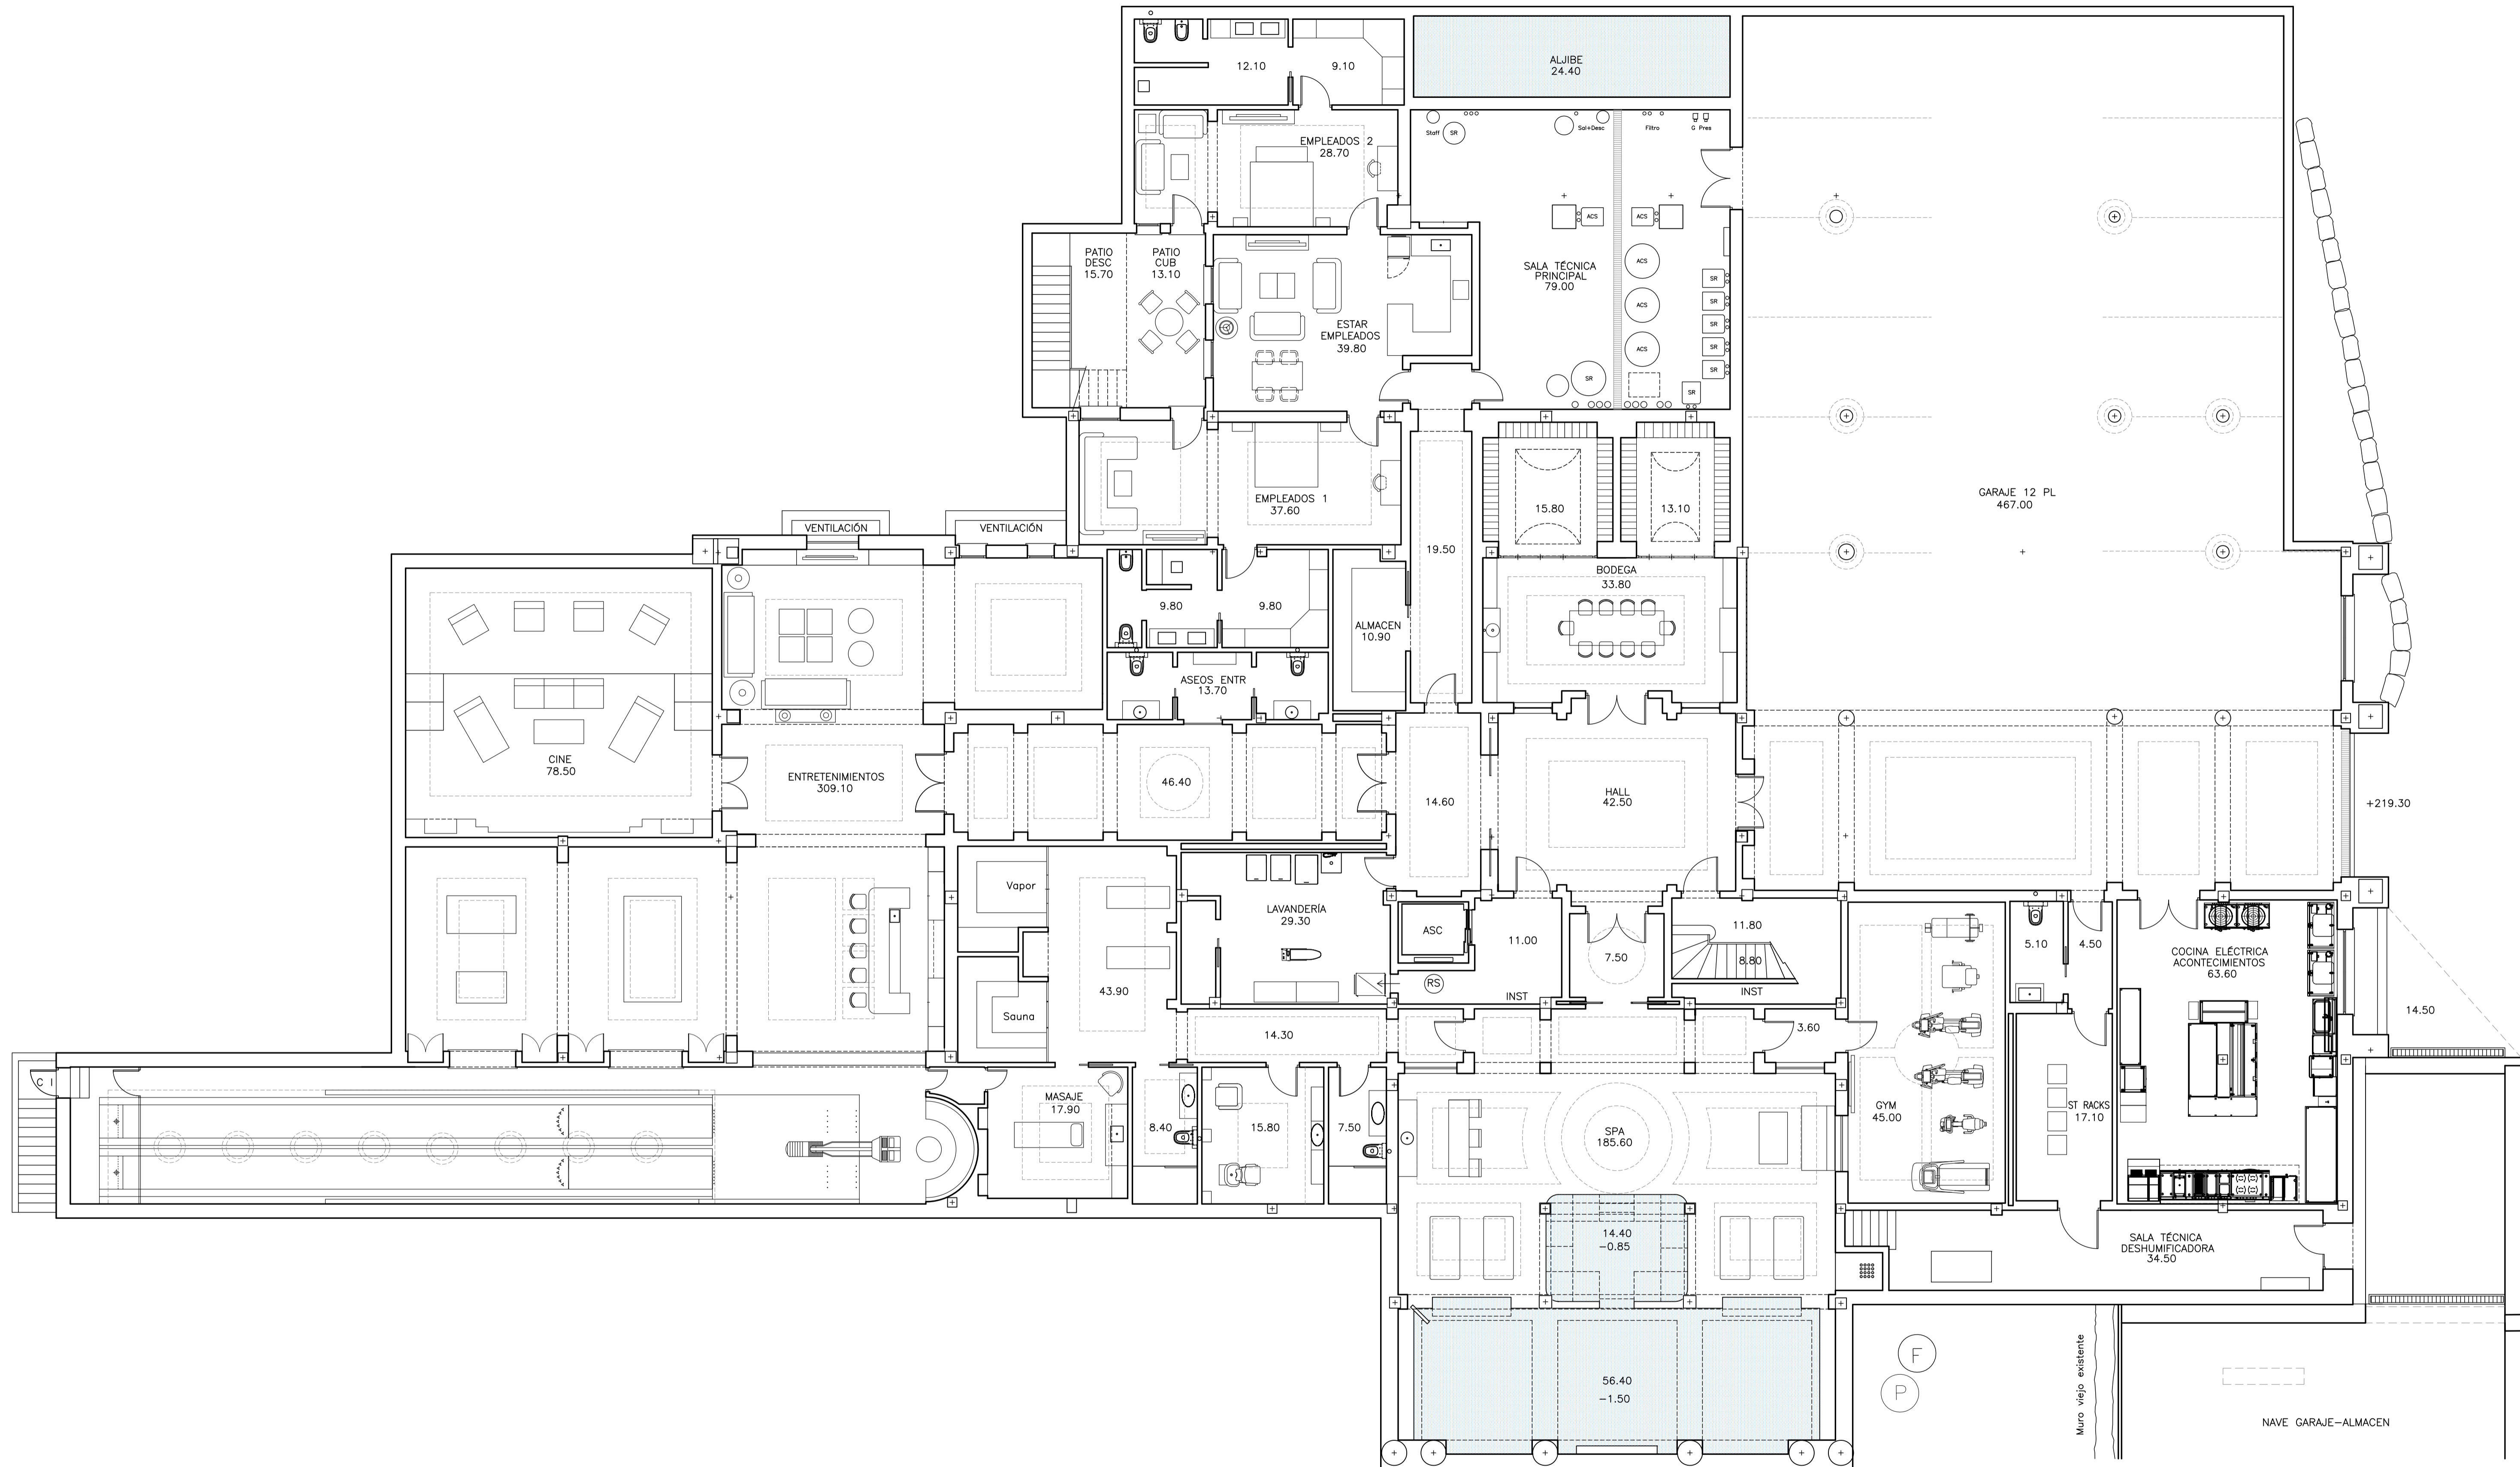 12.10
9.10
ALJIBE
24.40
Staff
SR
Sal+Desc
Filtro
G Pres
EMPLEADOS 2
28.70
ACS
ACS
PATIO
DESC
15.70
PATIO
CUB
13.10
SALA TÉCNICA
PRINCIPAL
79.00
ACS
ACS
ACS
SR
SR
SR
SR
SR
SR
SR
ESTAR
EMPLEADOS
39.80
EMPLEADOS 1
37.60
15.80
13.10
GARAJE 12 PL
467.00
VENTILACIÓN
VENTILACIÓN
19.50
BODEGA
33.80
9.80
9.80
ALMACEN
10.90
ASEOS ENTR
13.70
CINE
78.50
ENTRETENIMIENTOS
309.10
46.40
14.60
HALL
42.50
+219.30
Vapor
LAVANDERÍA
29.30
ASC
11.00
7.50
11.80
8.80
INST
INST
RS
5.10
4.50
COCINA ELÉCTRICA
ACONTECIMIENTOS
63.60
43.90
Sauna
14.30
3.60
14.50
C I
MASAJE
17.90
8.40
15.80
7.50
SPA
185.60
GYM
45.00
ST RACKS
17.10
14.40
-0.85
SALA TÉCNICA
DESHUMIFICADORA
34.50
56.40
-1.50
F
P
Muro viejo existente
NAVE GARAJE-ALMACEN